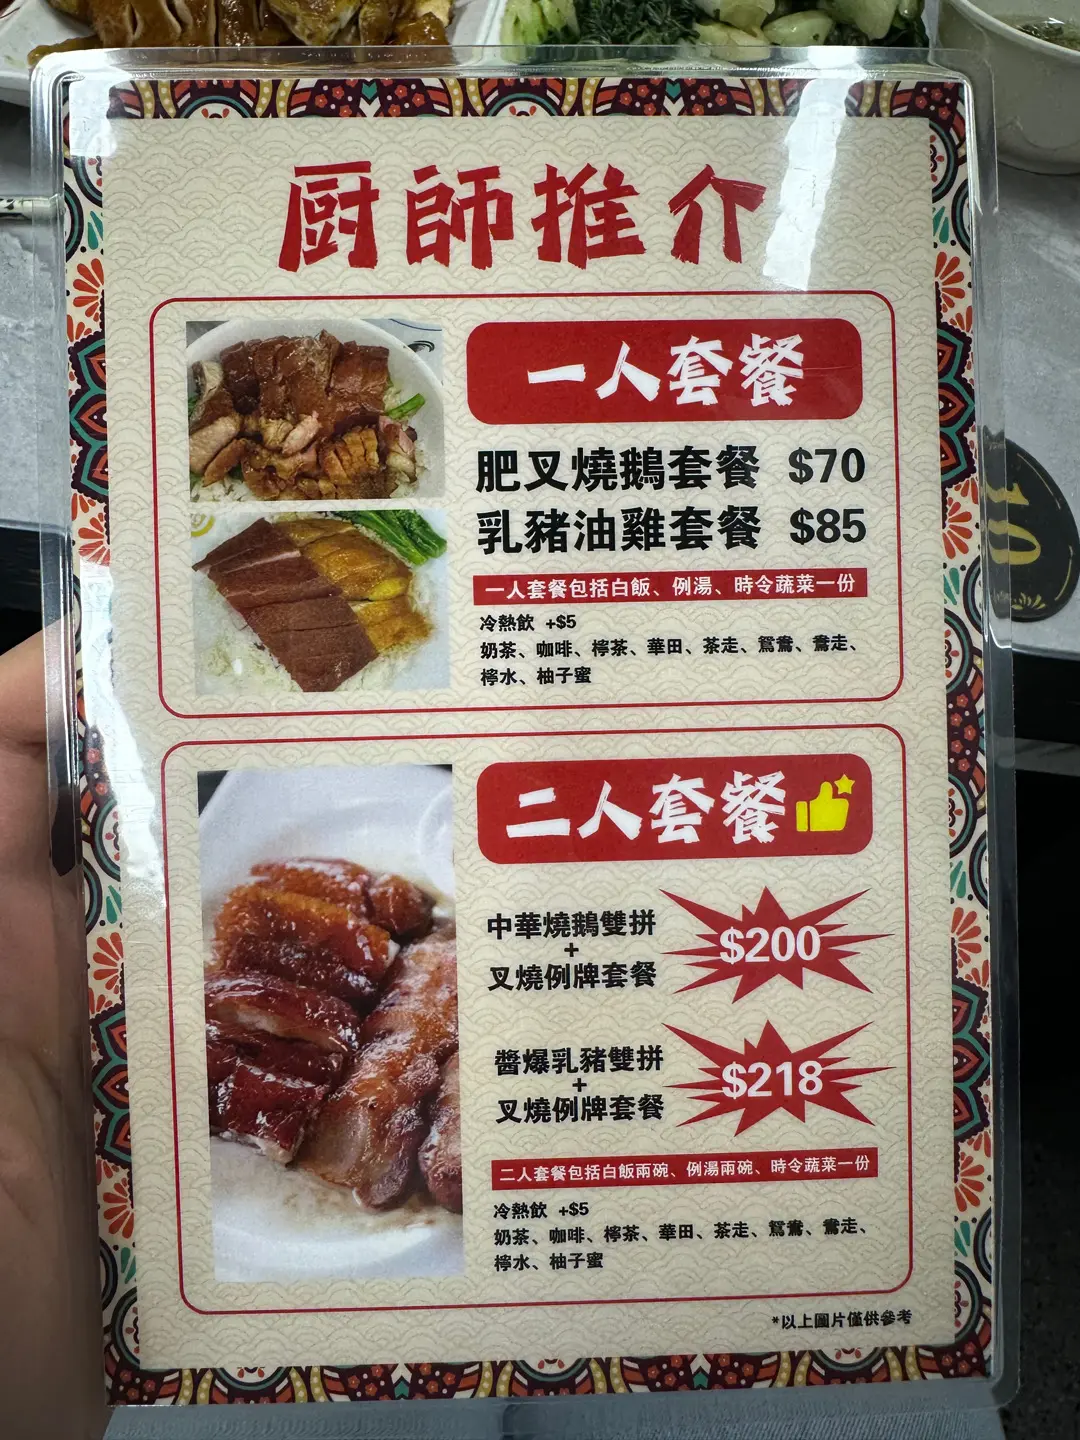 厨師推介
一人套餐
肥叉燒鵝套餐 $70
乳豬油雞套餐 $85
一人套餐包括白飯、例湯、時令蔬菜一份
冷熱飲 +$5
奶茶、咖啡、檸茶、華田、茶走、鴛鴦、鴦走、
檸水、柚子蜜
二人套餐
中華燒鵝雙拼
+
叉燒例牌套餐
$200
醬爆乳豬雙拼
+
叉燒例牌套餐
$218
二人套餐包括白飯兩碗、例湯兩碗、時令蔬菜一份
冷熱飲 +$5
奶茶、咖啡、檸茶、華田、茶走、鴛鴦、鴦走、
檸水、柚子蜜
*以上圖片僅供參考
10